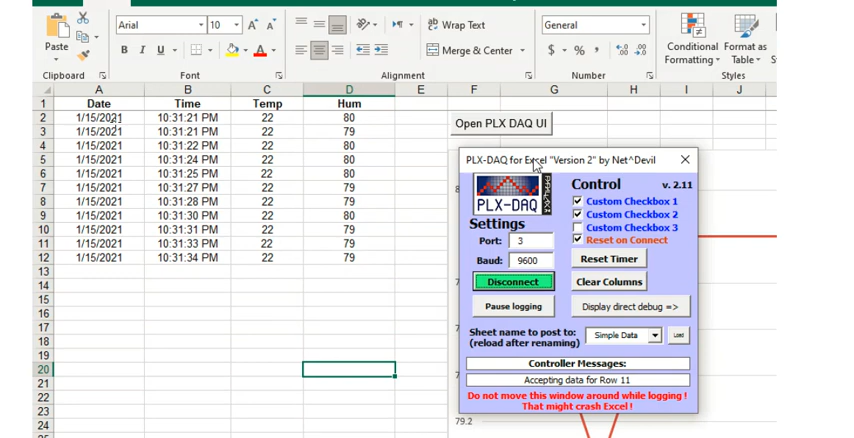 Arial 10 A A ab Wrap Text General
Paste B I U A Merge & Center $ % , Conditional Format as
Formatting Table
Clipboard Font Alignment Number Styles
A B C D E F G H I J
1 Date Time Temp Hum
2 1/15/2021 10:31:21 PM 22 80
3 1/15/2021 10:31:21 PM 22 79
4 1/15/2021 10:31:22 PM 22 80
5 1/15/2021 10:31:24 PM 22 80
6 1/15/2021 10:31:25 PM 22 80
7 1/15/2021 10:31:27 PM 22 79
8 1/15/2021 10:31:28 PM 22 79
9 1/15/2021 10:31:30 PM 22 80
10 1/15/2021 10:31:31 PM 22 79
11 1/15/2021 10:31:33 PM 22 79
12 1/15/2021 10:31:34 PM 22 79
13
14
15
16
17
18
19
20
21
22
23
24
Open PLX DAQ UI
PLX-DAQ for Excel "Version 2" by Net^Devil
PLX-DAQ PARALLAX
Control v. 2.11
Custom Checkbox 1
Custom Checkbox 2
Custom Checkbox 3
Reset on Connect
Settings
Port: 3
Baud: 9600
Reset Timer
Disconnect Clear Columns
Pause logging Display direct debug =>
Sheet name to post to:
(reload after renaming)
Simple Data Load
Controller Messages:
Accepting data for Row 11
Do not move this window around while logging !
That might crash Excel !
79.2